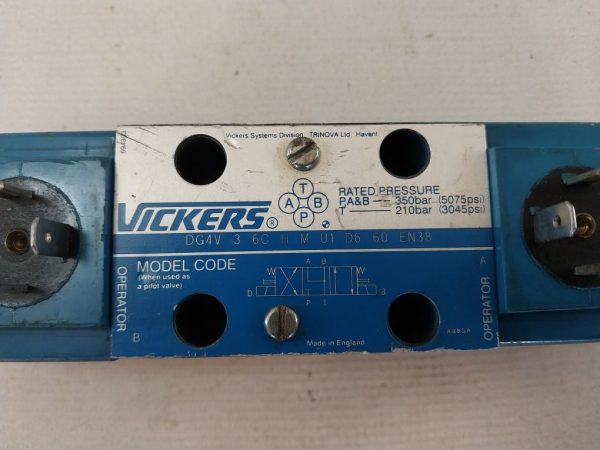 Vickers Systems Division, TRINOVA Ltd, Havant
VICKERS ®
T
A B
P
RATED PRESSURE
P,A&B — 350bar (5075psi)
T — 210bar (3045psi)
DG4V 3 6C H M U1 D6 60 EN38
MODEL CODE
(When used as
a pilot valve)
OPERATOR
B
A B
W W
b a
P T
A
OPERATOR
Made in England